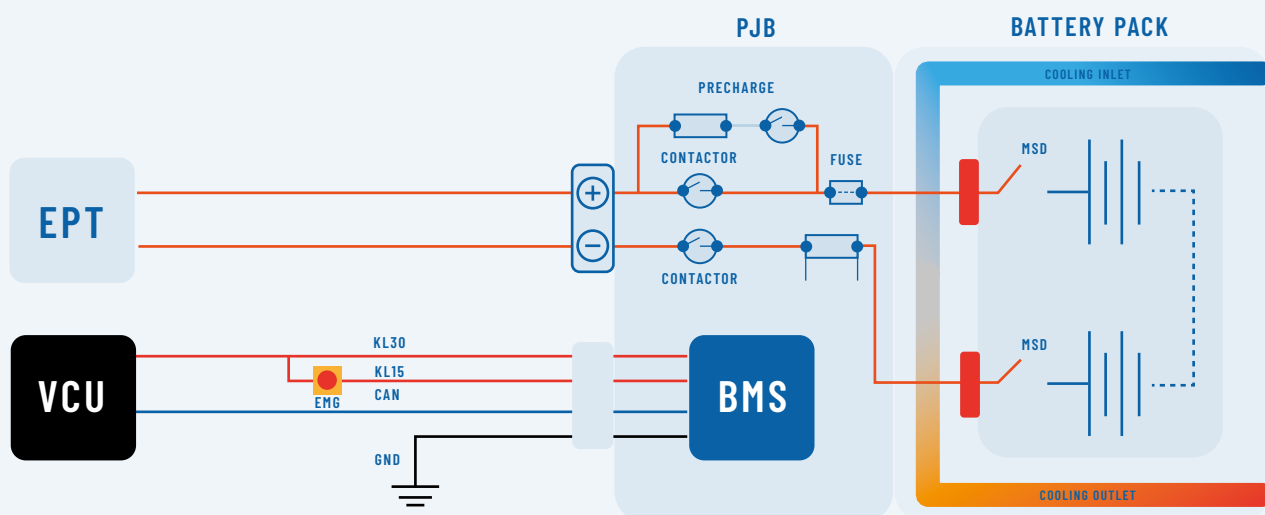 PJB
BATTERY PACK
COOLING INLET
PRECHARGE
CONTACTOR
FUSE
MSD
EPT
+
−
CONTACTOR
KL30
MSD
KL15
VCU
EMG
CAN
BMS
GND
COOLING OUTLET